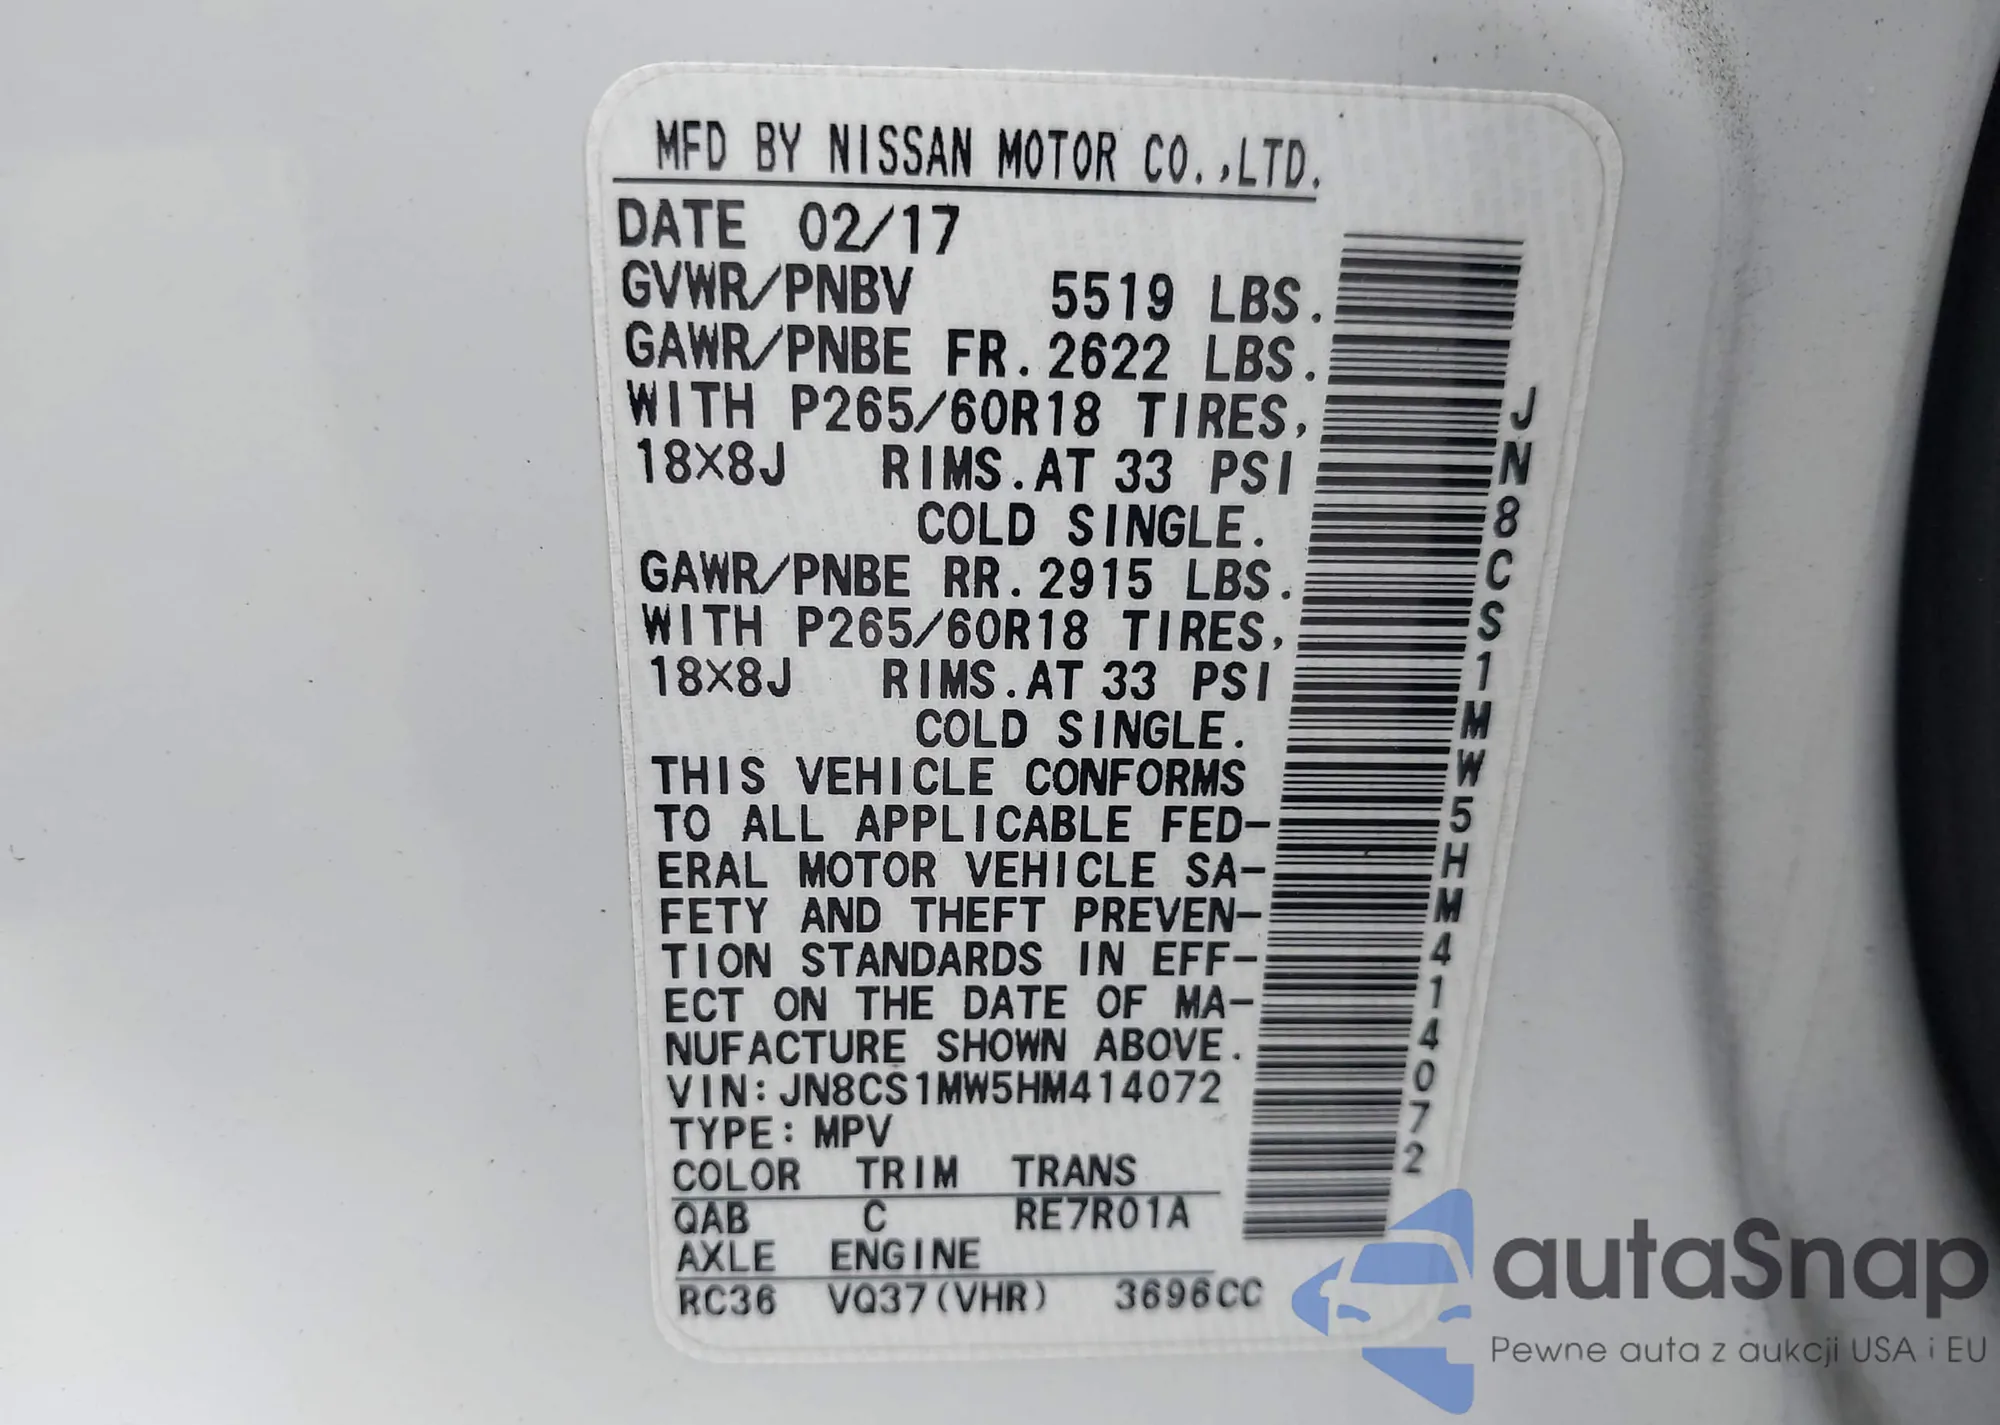 MFD BY NISSAN MOTOR CO.,LTD.
DATE 02/17
GVWR/PNBV 5519 LBS.
GAWR/PNBE FR.2622 LBS.
WITH P265/60R18 TIRES,
18X8J RIMS.AT 33 PSI
COLD SINGLE.
GAWR/PNBE RR.2915 LBS.
WITH P265/60R18 TIRES,
18X8J RIMS.AT 33 PSI
COLD SINGLE.
THIS VEHICLE CONFORMS
TO ALL APPLICABLE FED-
ERAL MOTOR VEHICLE SA-
FETY AND THEFT PREVEN-
TION STANDARDS IN EFF-
ECT ON THE DATE OF MA-
NUFACTURE SHOWN ABOVE.
VIN:JN8CS1MW5HM414072
TYPE:MPV
COLOR TRIM TRANS
QAB C RE7R01A
AXLE ENGINE
RC36 VQ37(VHR) 3696CC
JN8CS1MW5HM414072
autoSnap
Pewne auta z aukcji USA i EU